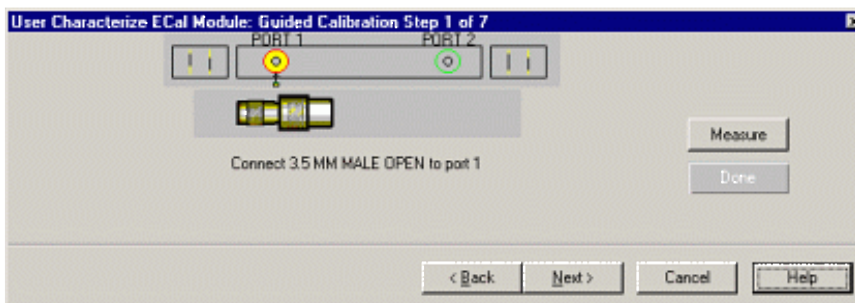 User Characterize ECal Module: Guided Calibration Step 1 of 7
PORT 1 PORT 2
Connect 3.5 MM MALE OPEN to port 1
Measure
Done
< Back Next > Cancel Help